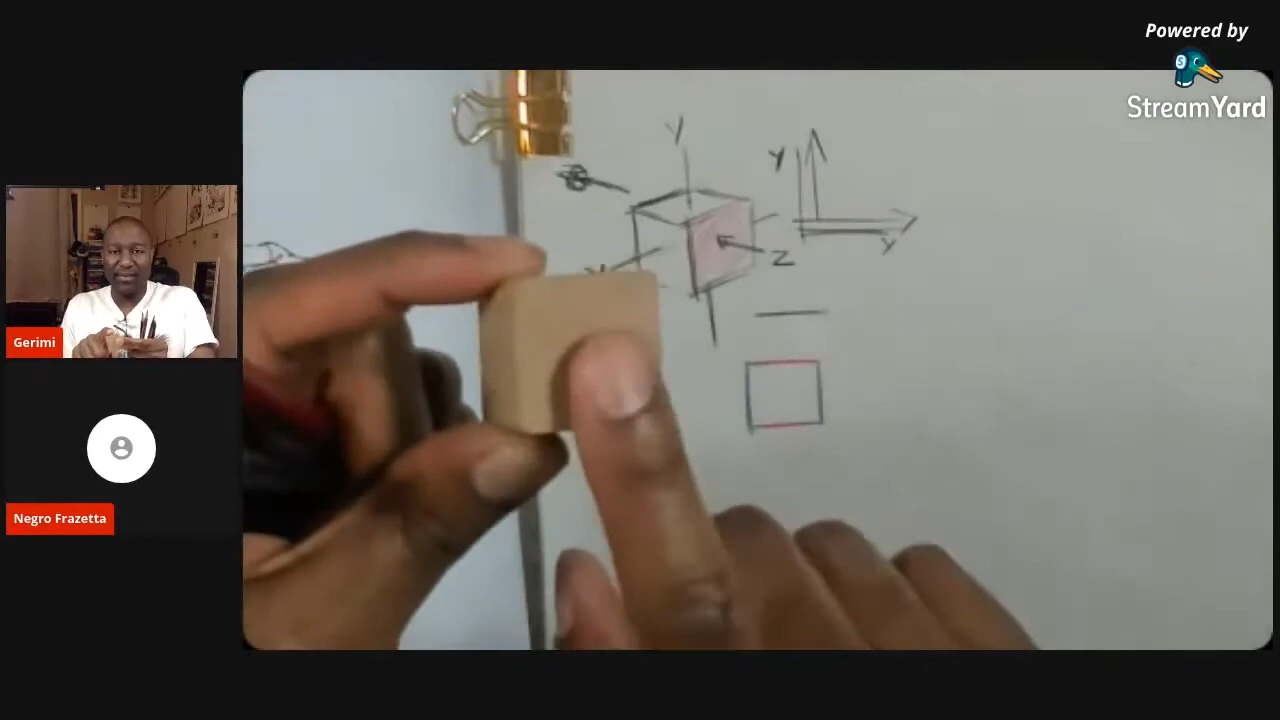 Powered by
StreamYard
Y
Y
Z
Y
Gerimi
Negro Frazetta